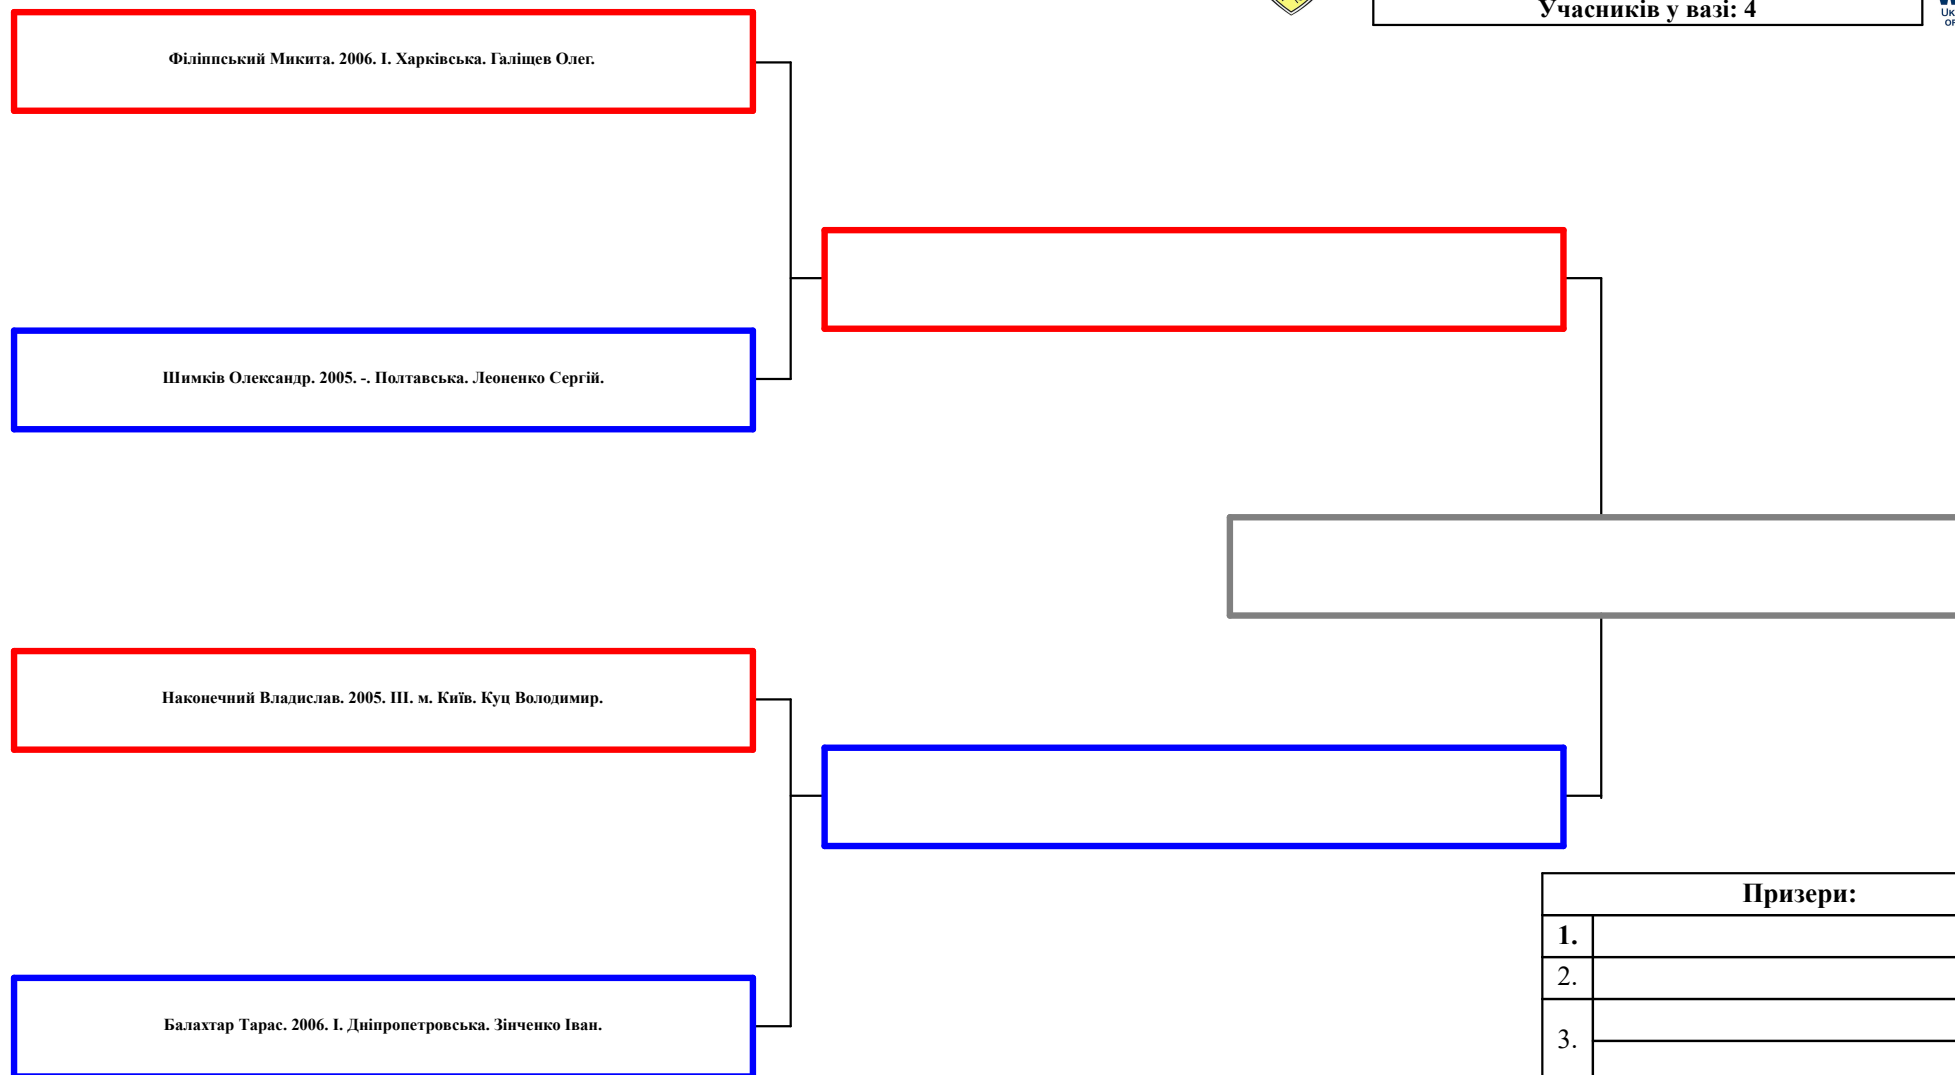 Учасників у вазі: 4
Філіппський Микита. 2006. І. Харківська. Галіщев Олег.
Шимків Олександр. 2005. -. Полтавська. Леоненко Сергій.
Наконечний Владислав. 2005. ІІІ. м. Київ. Куц Володимир.
Балахтар Тарас. 2006. І. Дніпропетровська. Зінченко Іван.
Призери:
1.
2.
3.